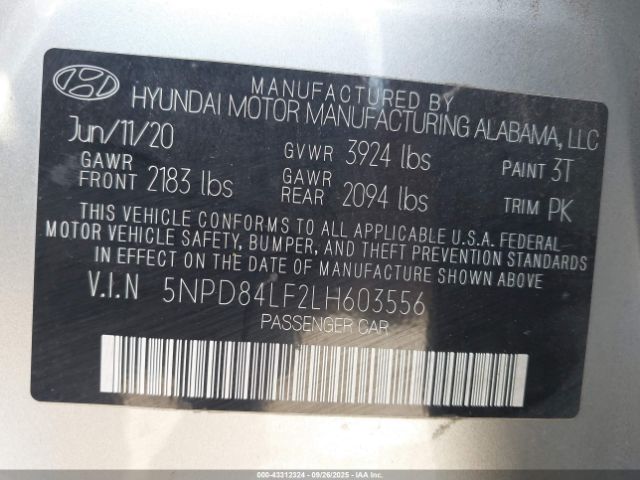 MANUFACTURED BY
HYUNDAI MOTOR MANUFACTURING ALABAMA, LLC
Jun/11/20 GVWR 3924 lbs PAINT 3T
GAWR FRONT 2183 lbs GAWR REAR 2094 lbs TRIM PK
THIS VEHICLE CONFORMS TO ALL APPLICABLE U.S.A. FEDERAL
MOTOR VEHICLE SAFETY, BUMPER, AND THEFT PREVENTION STANDARDS
IN EFFECT ON THE DATE OF MANUFACTURE SHOWN ABOVE
V.I.N 5NPD84LF2LH603556
PASSENGER CAR
000-43312324 - 09/26/2025 - IAA, Inc.